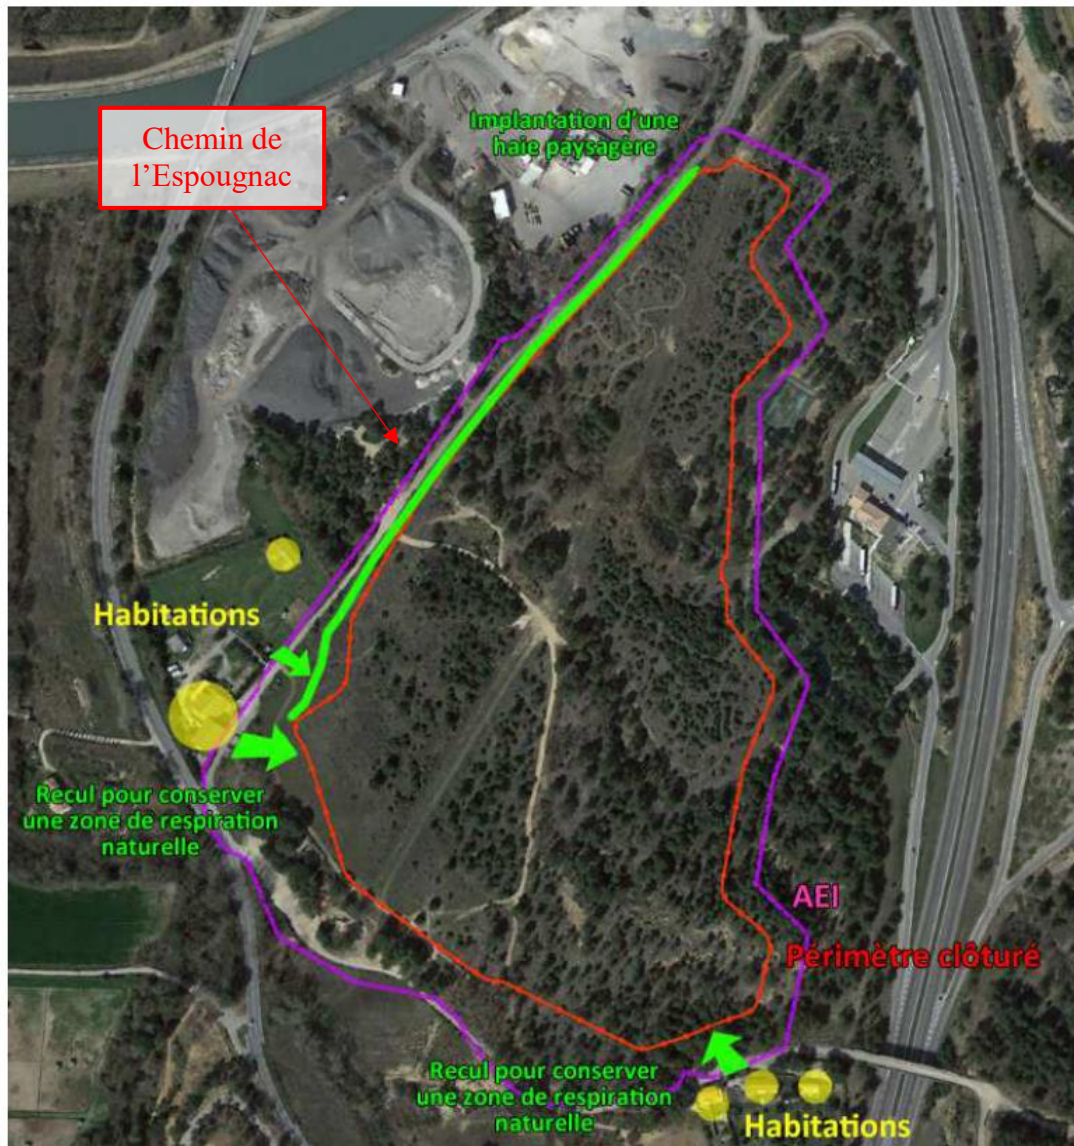 Implantation d'une
haie paysagère
Chemin de
l'Espougnac
Habitations
Recul pour conserver
une zone de respiration
naturelle
AEI
Périmètre clôturé
Recul pour conserver
une zone de respiration
naturelle
Habitations